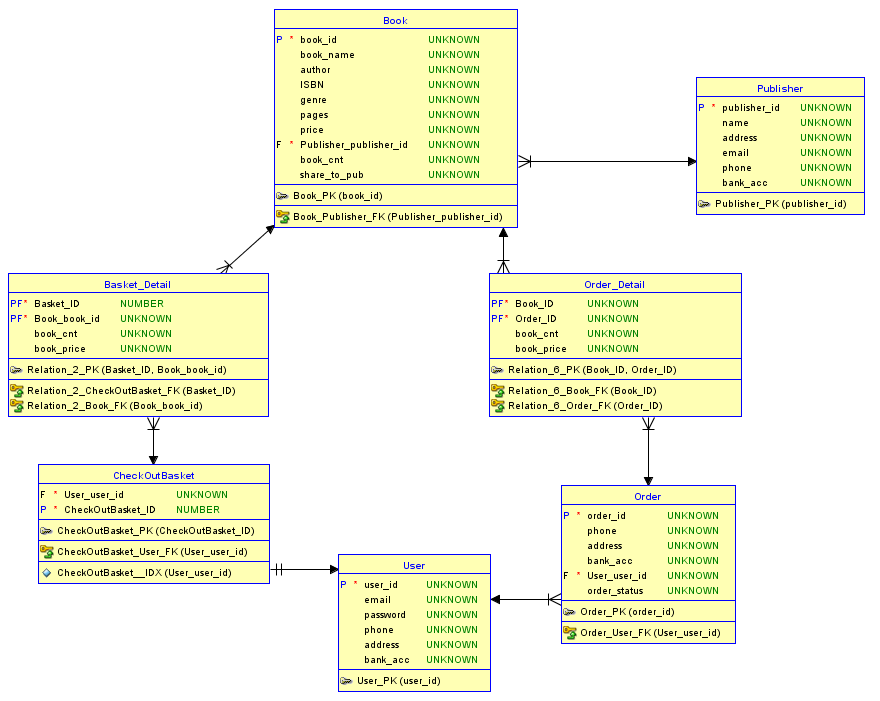 Book
P * book_id UNKNOWN
book_name UNKNOWN
author UNKNOWN
ISBN UNKNOWN
genre UNKNOWN
pages UNKNOWN
price UNKNOWN
F * Publisher_publisher_id UNKNOWN
book_cnt UNKNOWN
share_to_pub UNKNOWN
Book_PK (book_id)
Book_Publisher_FK (Publisher_publisher_id)
Publisher
P * publisher_id UNKNOWN
name UNKNOWN
address UNKNOWN
email UNKNOWN
phone UNKNOWN
bank_acc UNKNOWN
Publisher_PK (publisher_id)
Basket_Detail
PF* Basket_ID NUMBER
PF* Book_book_id UNKNOWN
book_cnt UNKNOWN
book_price UNKNOWN
Relation_2_PK (Basket_ID, Book_book_id)
Relation_2_CheckOutBasket_FK (Basket_ID)
Relation_2_Book_FK (Book_book_id)
Order_Detail
PF* Book_ID UNKNOWN
PF* Order_ID UNKNOWN
book_cnt UNKNOWN
book_price UNKNOWN
Relation_6_PK (Book_ID, Order_ID)
Relation_6_Book_FK (Book_ID)
Relation_6_Order_FK (Order_ID)
CheckOutBasket
F * User_user_id UNKNOWN
P * CheckOutBasket_ID NUMBER
CheckOutBasket_PK (CheckOutBasket_ID)
CheckOutBasket_User_FK (User_user_id)
CheckOutBasket__IDX (User_user_id)
User
P * user_id UNKNOWN
email UNKNOWN
password UNKNOWN
phone UNKNOWN
address UNKNOWN
bank_acc UNKNOWN
User_PK (user_id)
Order
P * order_id UNKNOWN
phone UNKNOWN
address UNKNOWN
bank_acc UNKNOWN
F * User_user_id UNKNOWN
order_status UNKNOWN
Order_PK (order_id)
Order_User_FK (User_user_id)